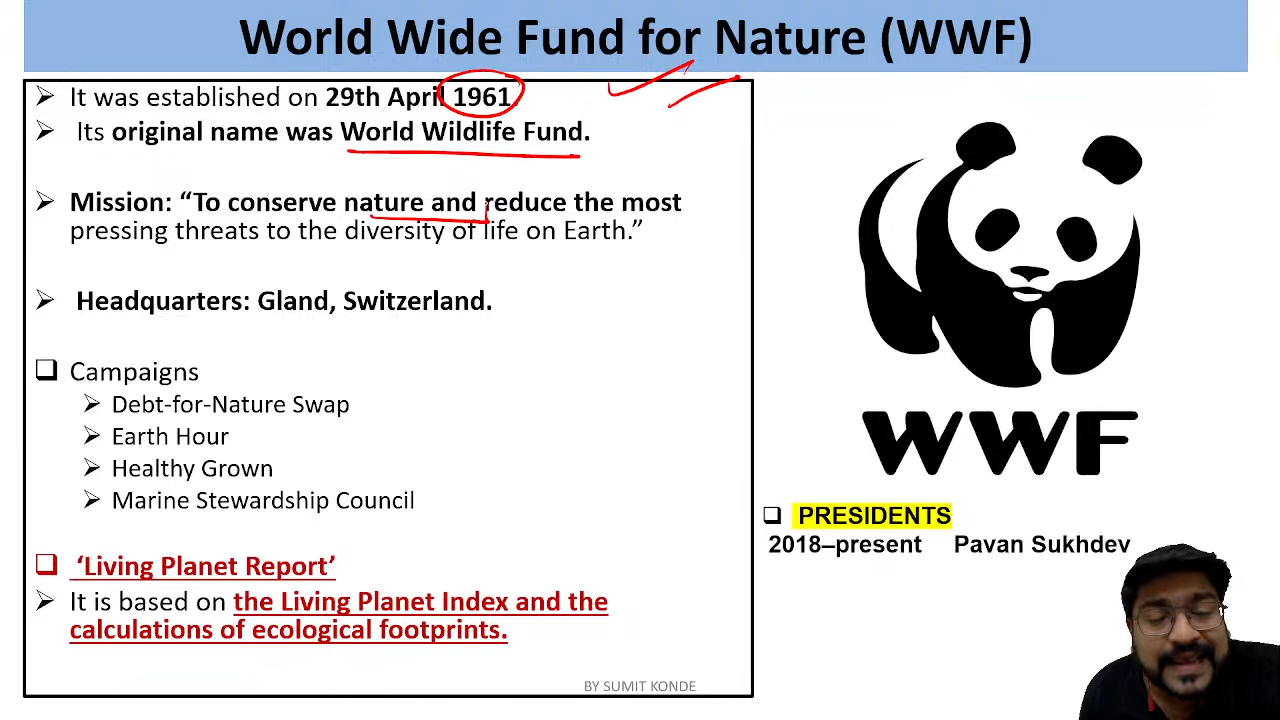 World Wide Fund for Nature (WWF)
It was established on 29th April 1961.
Its original name was World Wildlife Fund.
Mission: “To conserve nature and reduce the most
pressing threats to the diversity of life on Earth.”
Headquarters: Gland, Switzerland.
Campaigns
Debt-for-Nature Swap
Earth Hour
Healthy Grown
Marine Stewardship Council
‘Living Planet Report’
It is based on the Living Planet Index and the
calculations of ecological footprints.
BY SUMIT KONDE
WWF
PRESIDENTS
2018–present Pavan Sukhdev